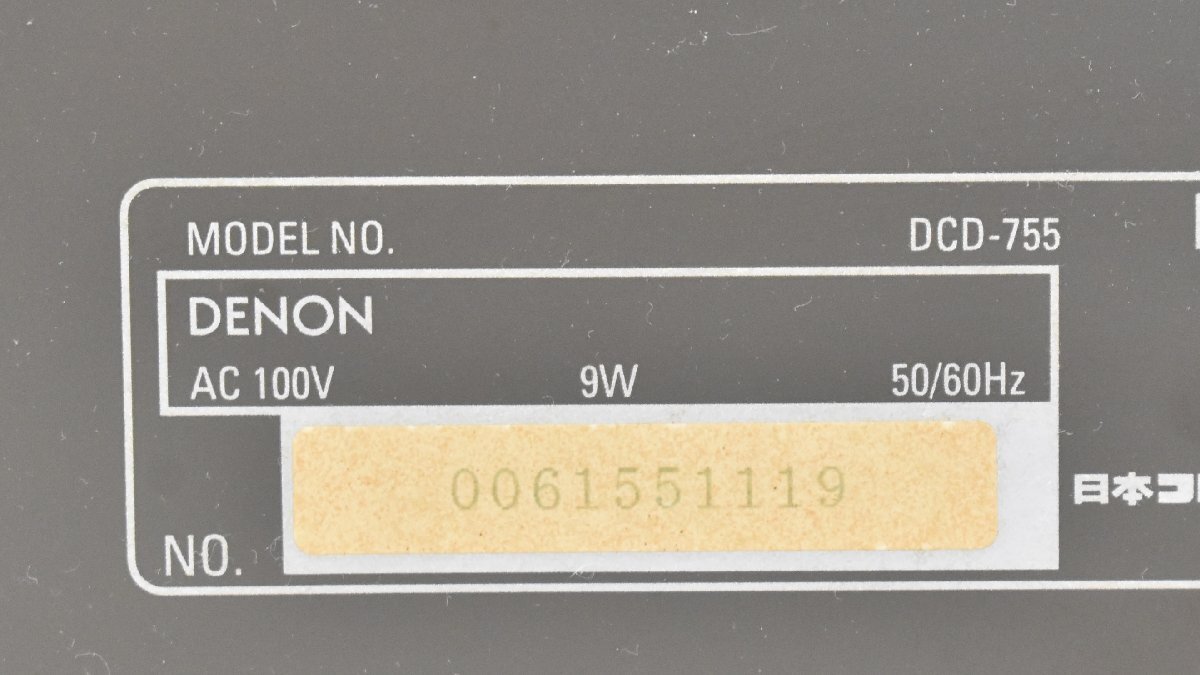 MODEL NO. DCD-755
DENON
AC 100V 9W 50/60Hz
0061551119
NO.
日本コ